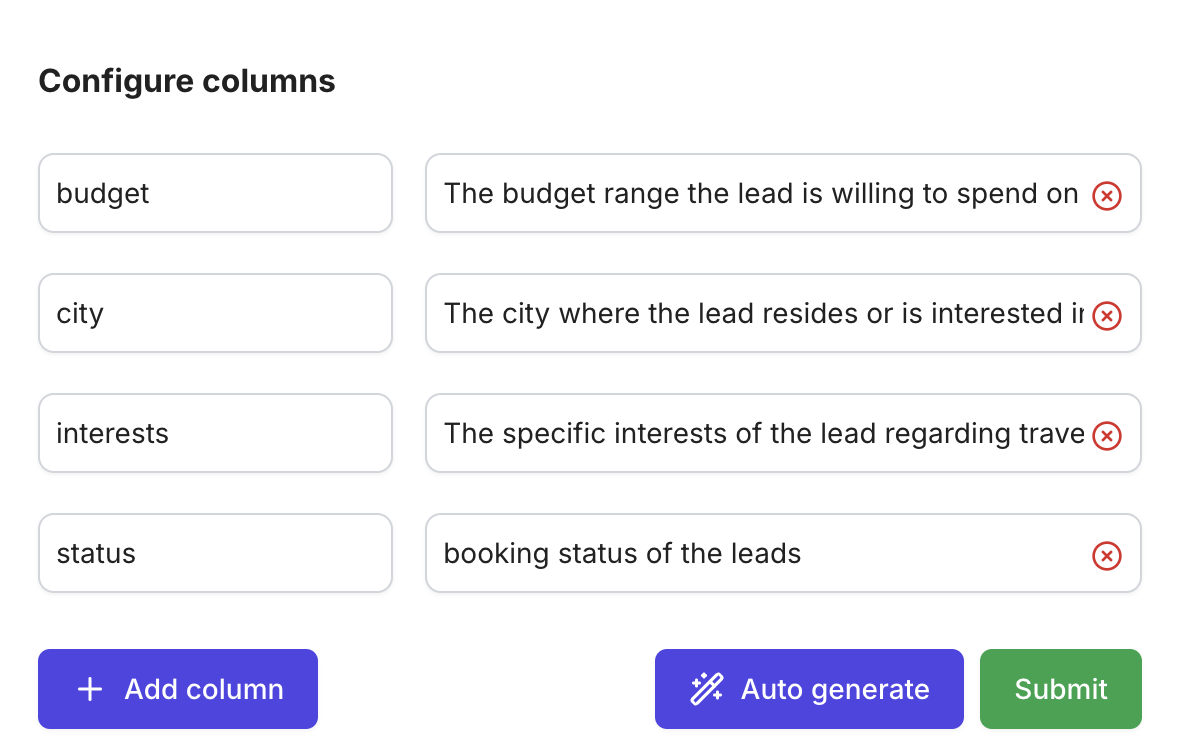 Configure columns
budget
The budget range the lead is willing to spend on
city
The city where the lead resides or is interested
interests
The specific interests of the lead regarding trave
status
booking status of the leads
Add column
Auto generate
Submit